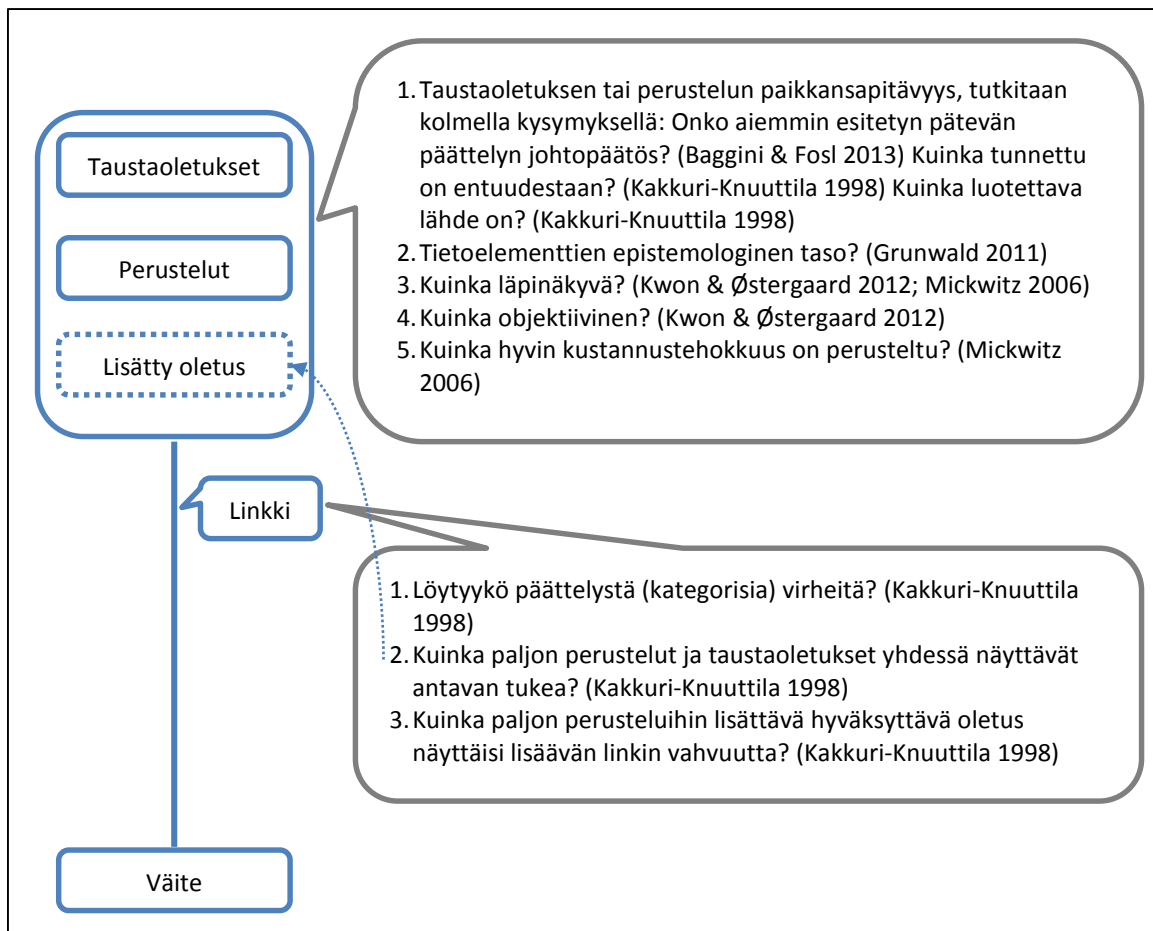 Taustaoletukset
Perustelut
Lisätty oletus
1. Taustaoletuksen tai perustelun paikkansapitävyys, tutkitaan
kolmella kysymyksellä: Onko aiemmin esitetyn pätevän
päättelyn johtopäätös? (Baggini & Fosl 2013) Kuinka tunnettu
on entuudestaan? (Kakkuri-Knuuttila 1998) Kuinka luotettava
lähde on? (Kakkuri-Knuuttila 1998)
2. Tietoelementtien epistemologinen taso? (Grunwald 2011)
3. Kuinka läpinäkyvä? (Kwon & Østergaard 2012; Mickwitz 2006)
4. Kuinka objektiivinen? (Kwon & Østergaard 2012)
5. Kuinka hyvin kustannustehokkuus on perusteltu? (Mickwitz
2006)
Linkki
1. Löytyykö päättelystä (kategorisia) virheitä? (Kakkuri-Knuuttila
1998)
2. Kuinka paljon perustelut ja taustaoletukset yhdessä näyttävät
antavan tukea? (Kakkuri-Knuuttila 1998)
3. Kuinka paljon perusteluihin lisättävä hyväksyttävä oletus
näyttäisi lisäävän linkin vahvuutta? (Kakkuri-Knuuttila 1998)
Väite